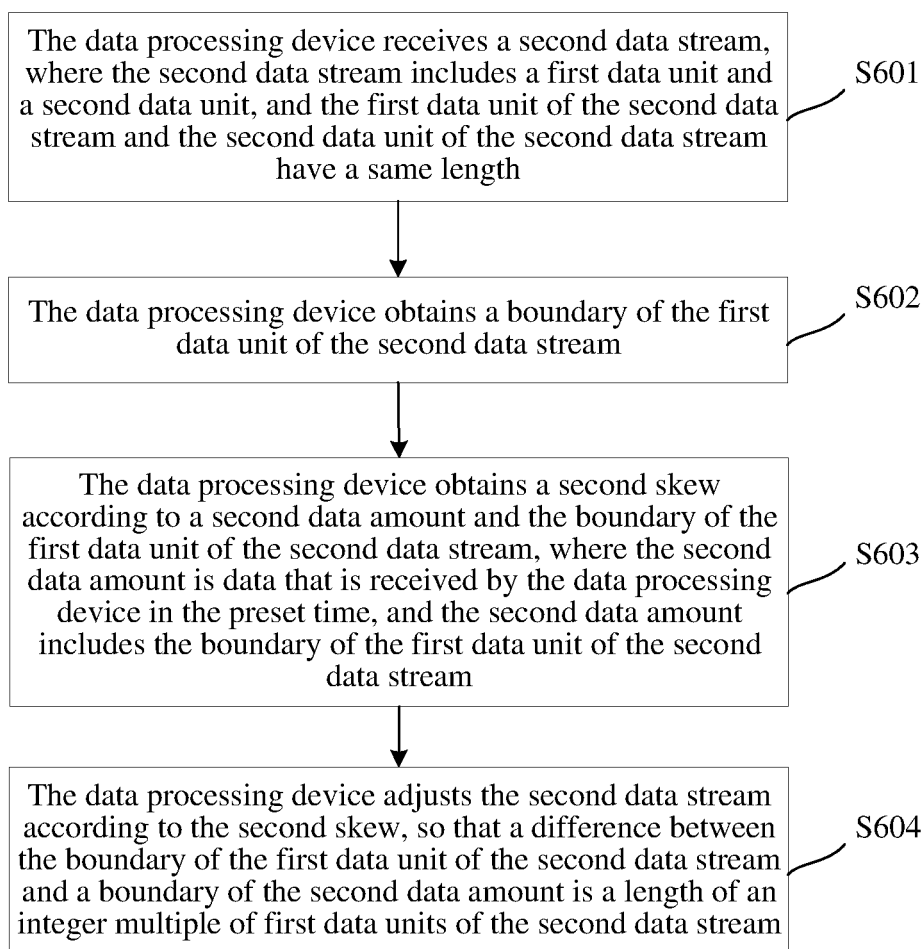 The data processing device receives a second data stream,
where the second data stream includes a first data unit and
a second data unit, and the first data unit of the second data
stream and the second data unit of the second data stream
have a same length
S601
The data processing device obtains a boundary of the first
data unit of the second data stream
S602
The data processing device obtains a second skew
according to a second data amount and the boundary of the
first data unit of the second data stream, where the second
data amount is data that is received by the data processing
device in the preset time, and the second data amount
includes the boundary of the first data unit of the second
data stream
S603
The data processing device adjusts the second data stream
according to the second skew, so that a difference between
the boundary of the first data unit of the second data stream
and a boundary of the second data amount is a length of an
integer multiple of first data units of the second data stream
S604